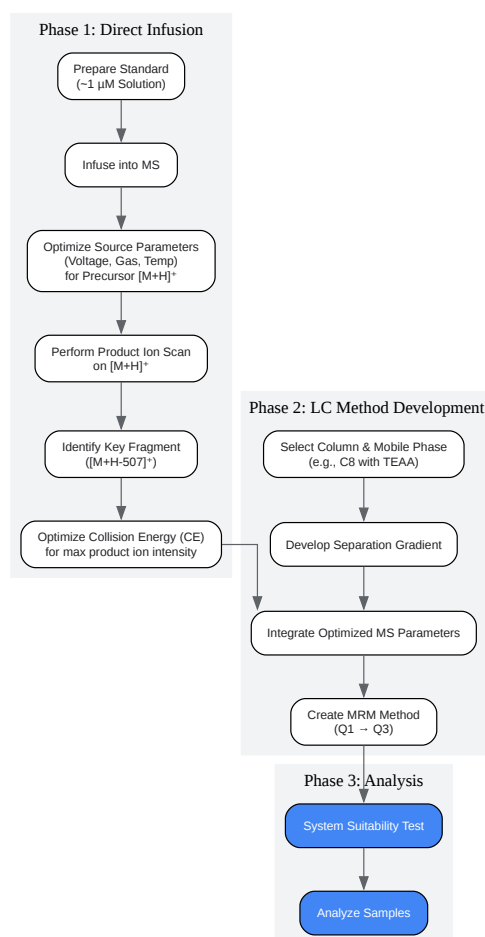 Phase 1: Direct Infusion
Prepare Standard
(~1 µM Solution)
Infuse into MS
Optimize Source Parameters
(Voltage, Gas, Temp)
for Precursor [M+H]⁺
Perform Product Ion Scan
on [M+H]⁺
Identify Key Fragment
([M+H-507]⁺)
Optimize Collision Energy (CE)
for max product ion intensity
Phase 2: LC Method Development
Select Column & Mobile Phase
(e.g., C8 with TEAA)
Develop Separation Gradient
Integrate Optimized MS Parameters
Create MRM Method
(Q1 → Q3)
Phase 3: Analysis
System Suitability Test
Analyze Samples